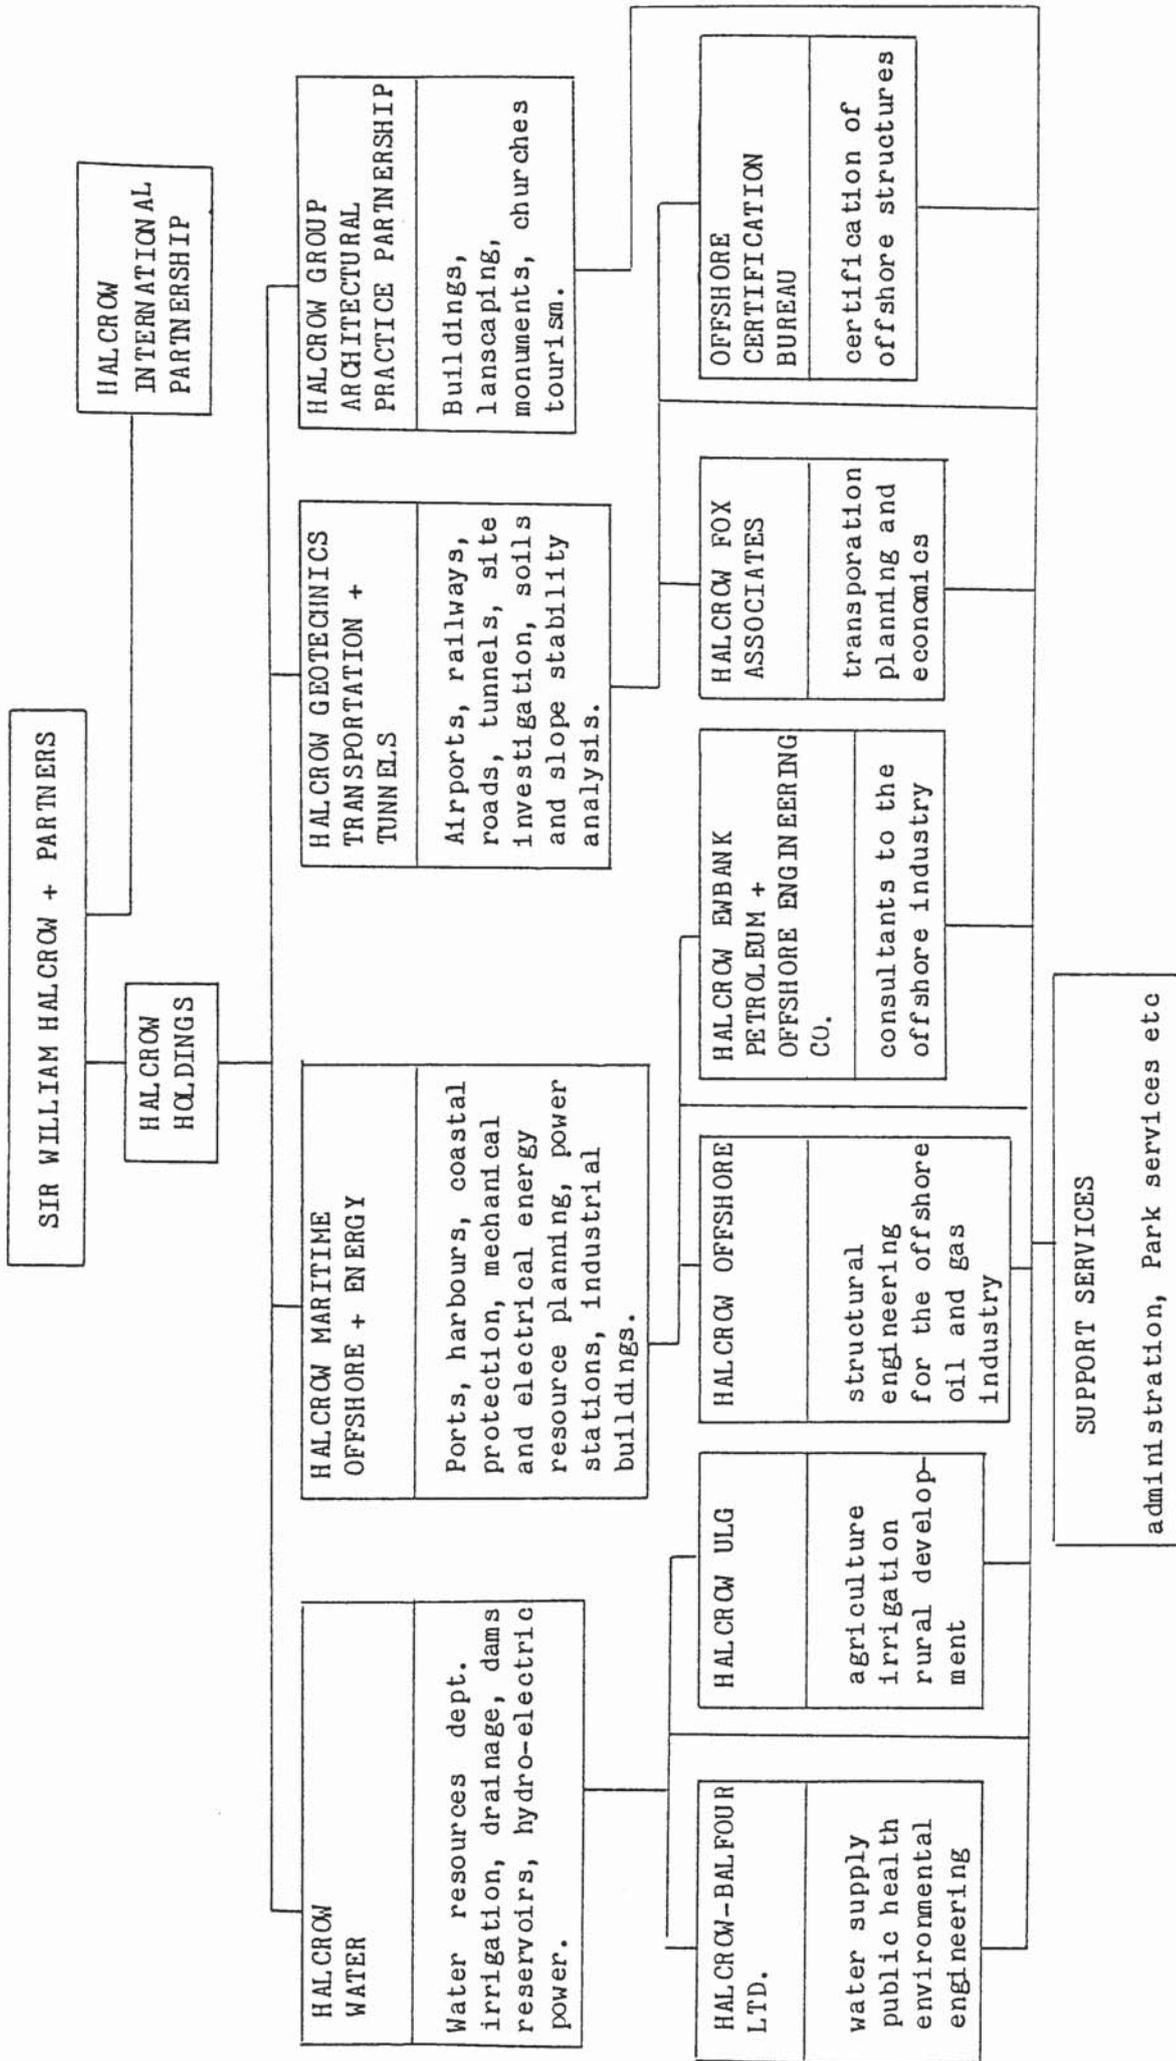 SIR WILLIAM HALCROW + PARTNERS
HALCROW
HOLDINGS
HALCROW
INTERNATIONAL
PARTNERSHIP
HALCROW
WATER
Water resources dept.
irrigation, drainage, dams
reservoirs, hydro-electric
power.
HALCROW MARITIME
OFFSHORE + ENERGY
Ports, harbours, coastal
protection, mechanical
and electrical energy
resource planning, power
stations, industrial
buildings.
HALCROW GEOTECHNICS
TRANSPORTATION +
TUNNELS
Airports, railways,
roads, tunnels, site
investigation, soils
and slope stability
analysis.
HALCROW GROUP
ARCHITECTURAL
PRACTICE PARTNERSHIP
Buildings,
lanscaping,
monuments, churches
tourism.
HALCROW-BALFOUR
LTD.
water supply
public health
environmental
engineering
HALCROW ULG
agriculture
irrigation
rural develop-
ment
HALCROW OFFSHORE
structural
engineering
for the offshore
oil and gas
industry
HALCROW EWBANK
PETROLEUM +
OFFSHORE ENGINEERING
CO.
consultants to the
offshore industry
HALCROW FOX
ASSOCIATES
transporation
planning and
economics
OFFSHORE
CERTIFICATION
BUREAU
certification of
offshore structures
SUPPORT SERVICES
administration, Park services etc